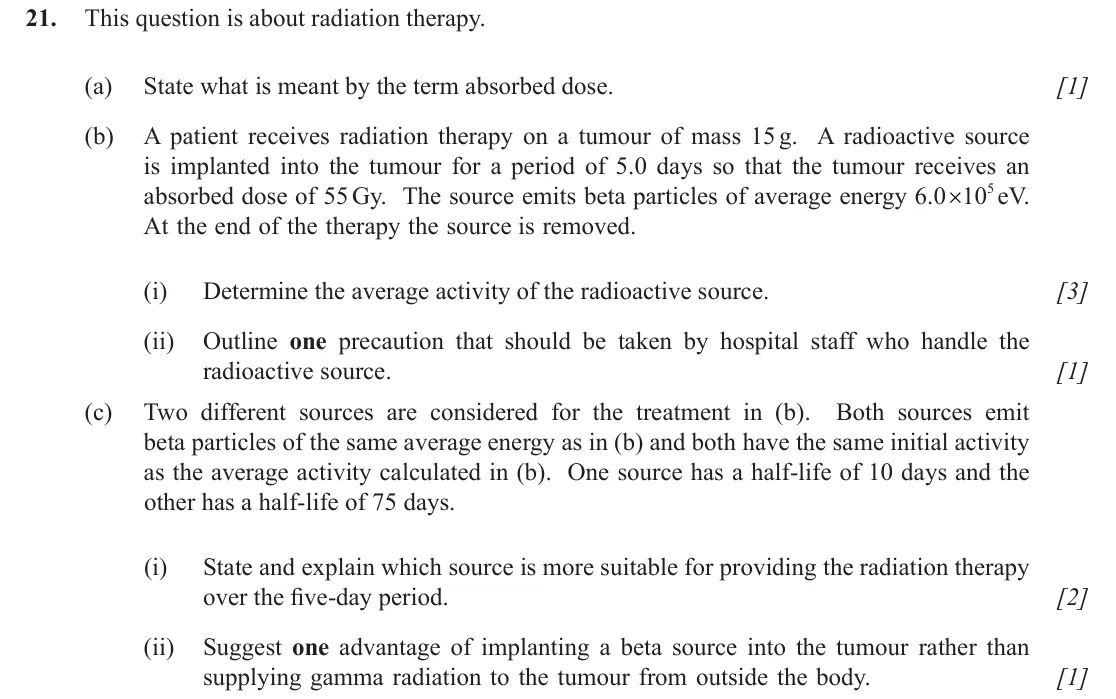 21. This question is about radiation therapy.
(a) State what is meant by the term absorbed dose. [1]
(b) A patient receives radiation therapy on a tumour of mass 15 g. A radioactive source
is implanted into the tumour for a period of 5.0 days so that the tumour receives an
absorbed dose of 55 Gy. The source emits beta particles of average energy 6.0×10⁵ eV.
At the end of the therapy the source is removed.
(i) Determine the average activity of the radioactive source. [3]
(ii) Outline one precaution that should be taken by hospital staff who handle the
radioactive source. [1]
(c) Two different sources are considered for the treatment in (b). Both sources emit
beta particles of the same average energy as in (b) and both have the same initial activity
as the average activity calculated in (b). One source has a half-life of 10 days and the
other has a half-life of 75 days.
(i) State and explain which source is more suitable for providing the radiation therapy
over the five-day period. [2]
(ii) Suggest one advantage of implanting a beta source into the tumour rather than
supplying gamma radiation to the tumour from outside the body. [1]